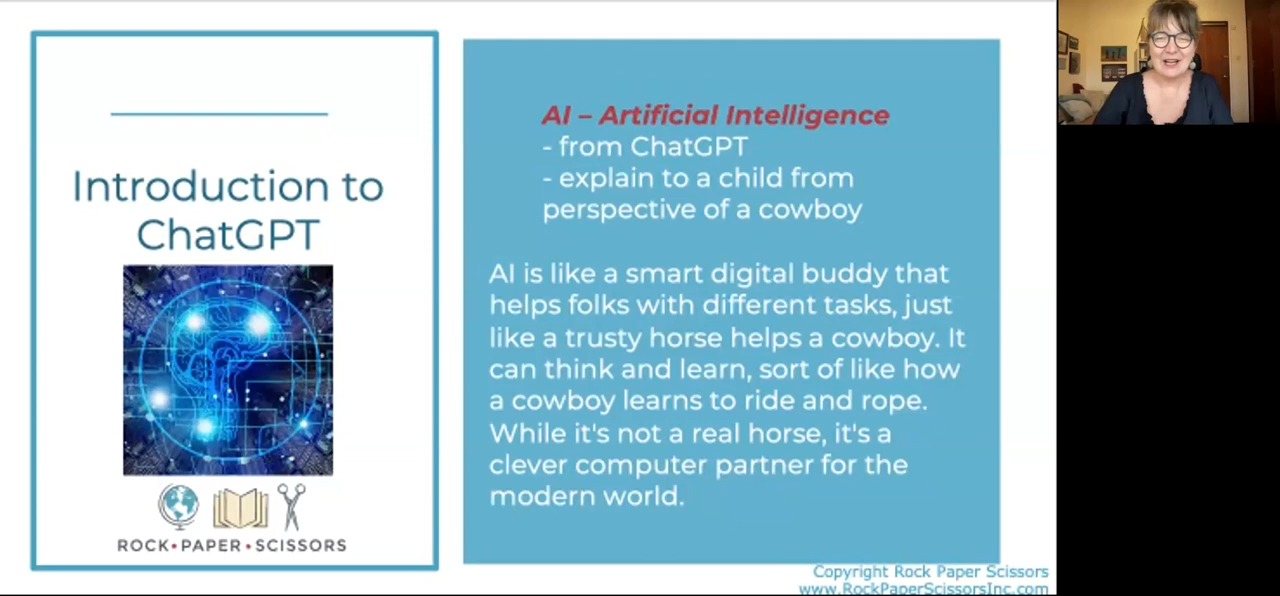 Introduction to
ChatGPT
ROCK•PAPER•SCISSORS
AI – Artificial Intelligence
- from ChatGPT
- explain to a child from
perspective of a cowboy
AI is like a smart digital buddy that
helps folks with different tasks, just
like a trusty horse helps a cowboy. It
can think and learn, sort of like how
a cowboy learns to ride and rope.
While it's not a real horse, it's a
clever computer partner for the
modern world.
Copyright Rock Paper Scissors
www.RockPaperScissorsInc.com